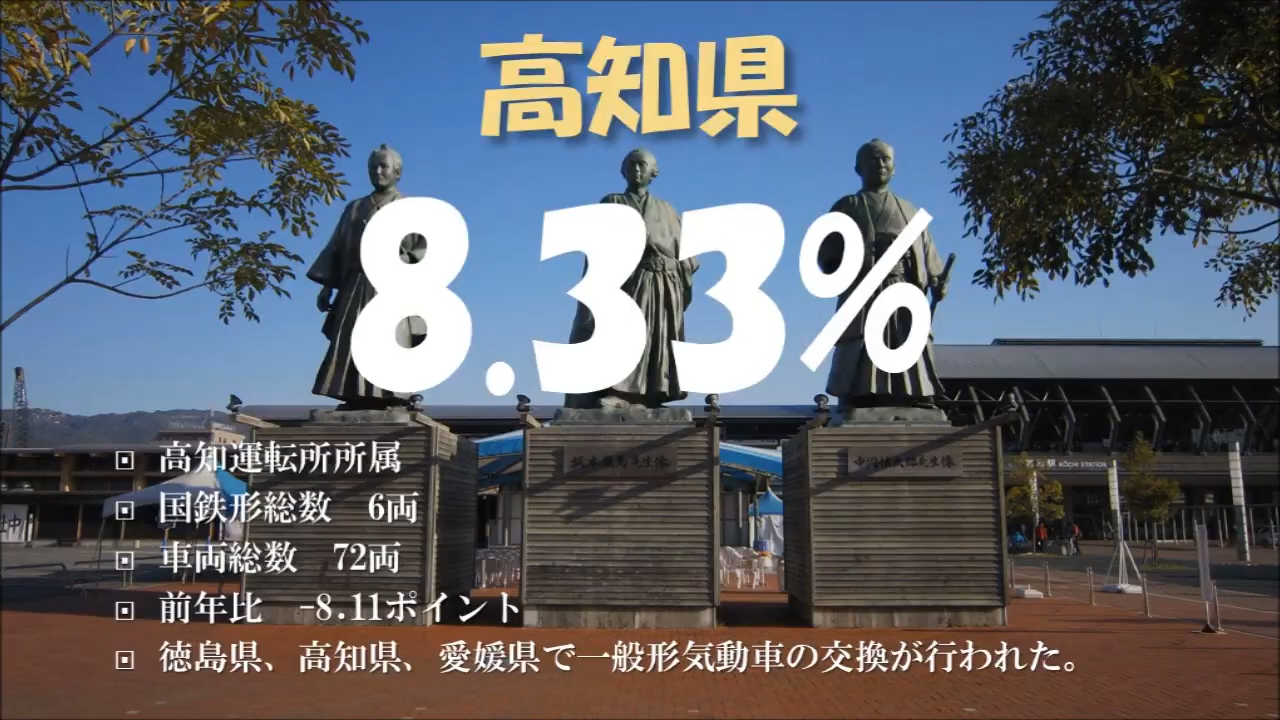 高知県
8.33%
高知運転所所属
国鉄形総数　6両
車両総数　72両
前年比　-8.11ポイント
徳島県、高知県、愛媛県で一般形気動車の交換が行われた。
KŌCHI STATION